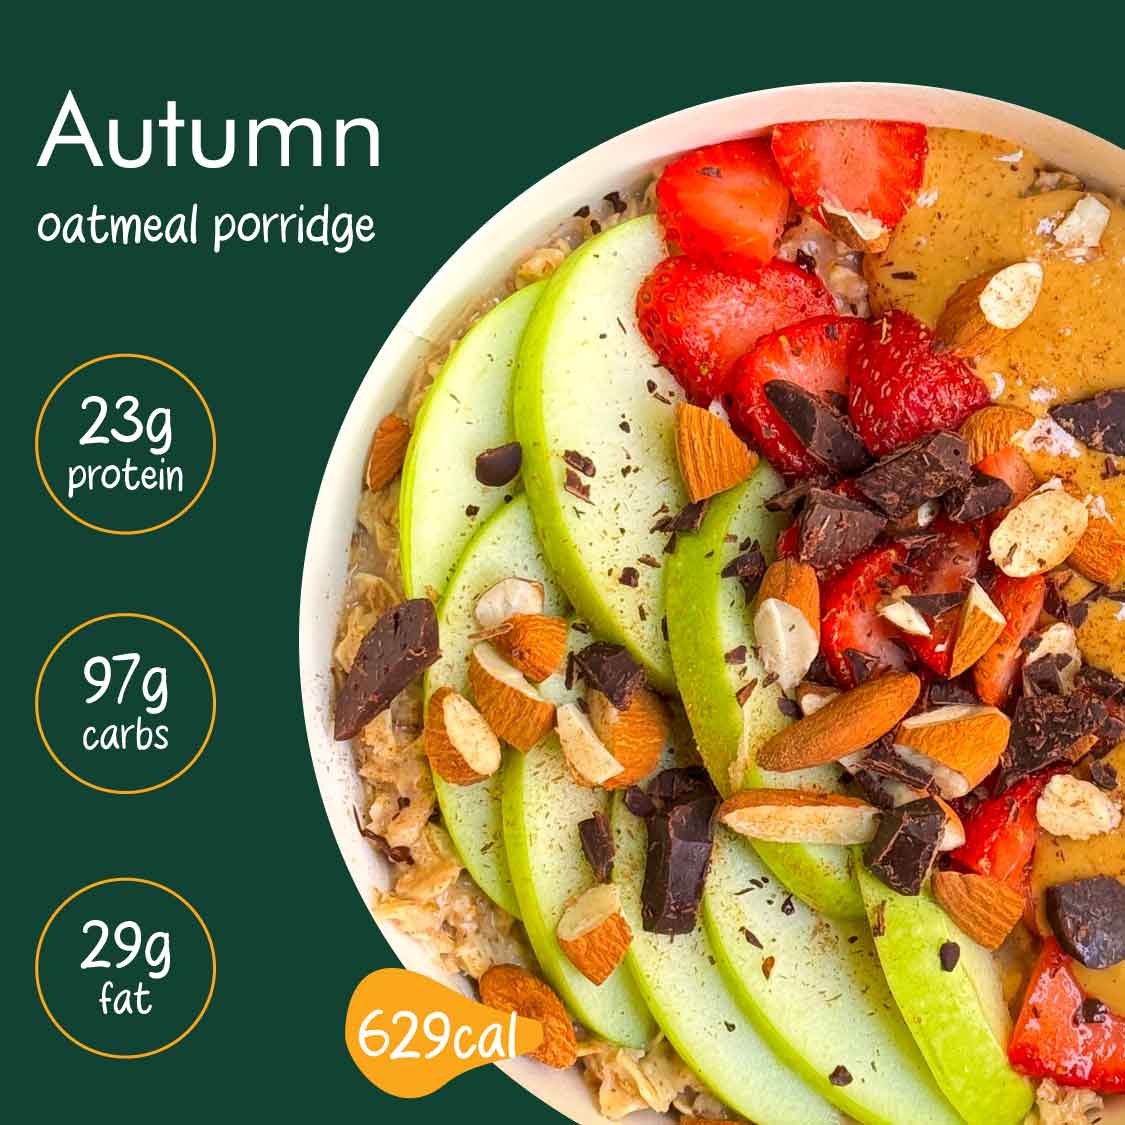 Autumn
oatmeal porridge
23g
protein
97g
carbs
29g
fat
629cal